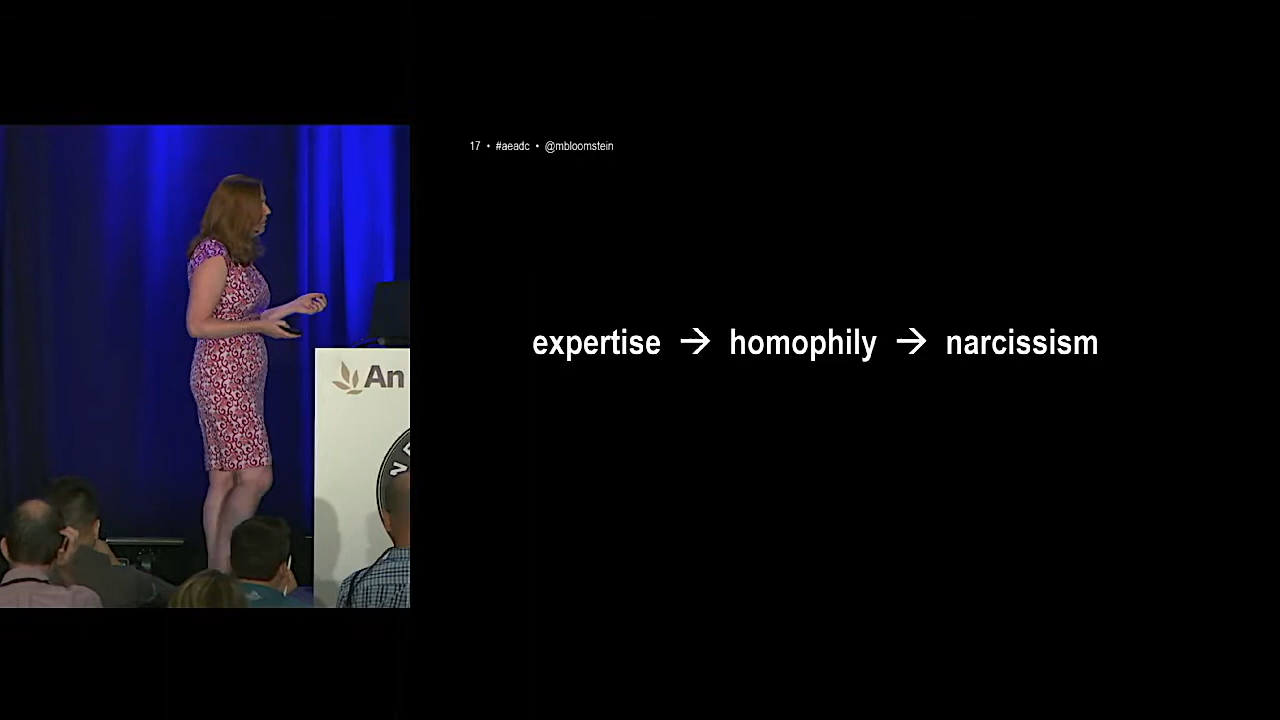 17 • #aeadc • @mbloomstein
expertise → homophily → narcissism
An